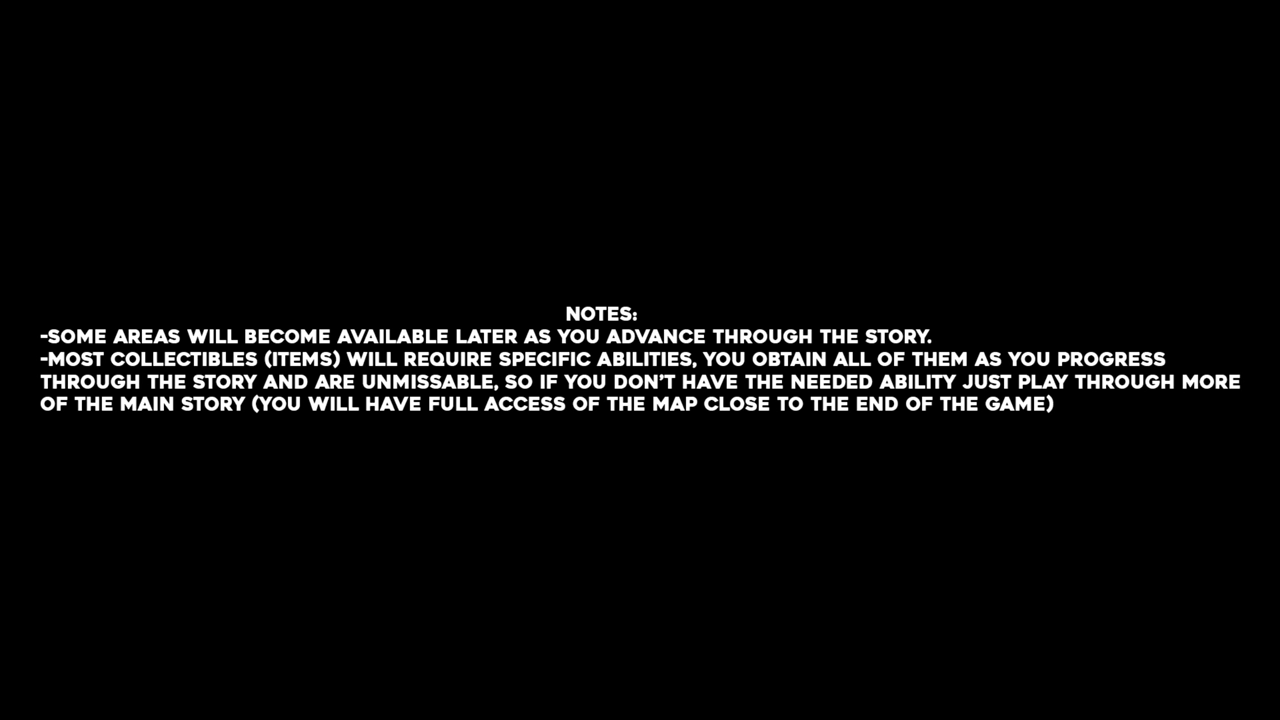 NOTES:
-SOME AREAS WILL BECOME AVAILABLE LATER AS YOU ADVANCE THROUGH THE STORY.
-MOST COLLECTIBLES (ITEMS) WILL REQUIRE SPECIFIC ABILITIES, YOU OBTAIN ALL OF THEM AS YOU PROGRESS
THROUGH THE STORY AND ARE UNMISSABLE, SO IF YOU DON'T HAVE THE NEEDED ABILITY JUST PLAY THROUGH MORE
OF THE MAIN STORY (YOU WILL HAVE FULL ACCESS OF THE MAP CLOSE TO THE END OF THE GAME)